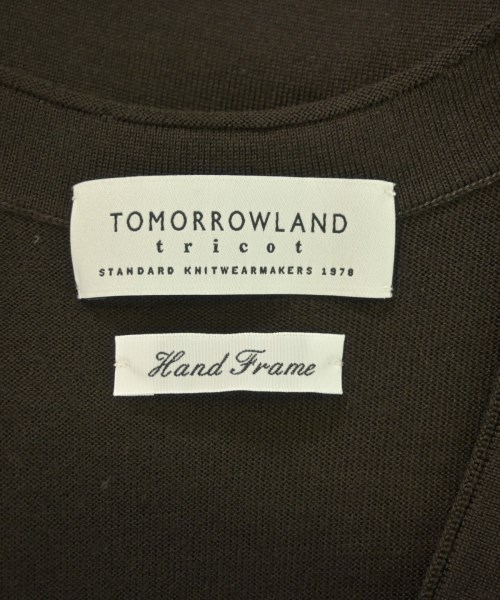 TOMORROWLAND
tricot
STANDARD KNITWEARMAKERS 1978
Hand Frame